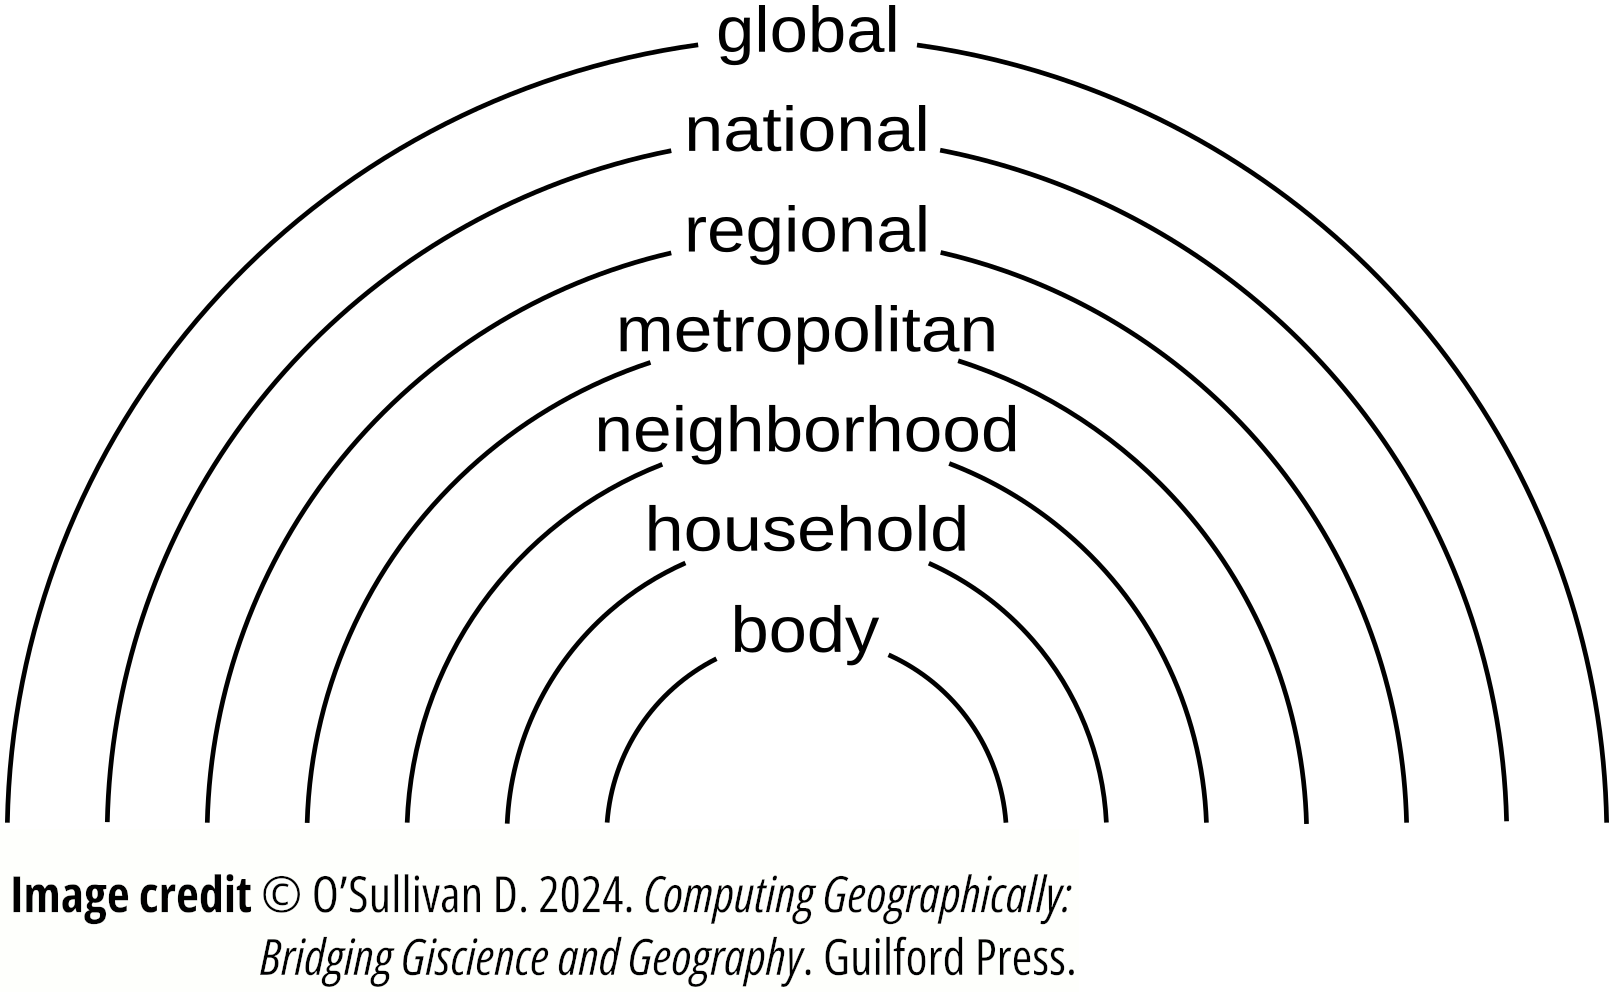 global
national
regional
metropolitan
neighborhood
household
body
Image credit © O’Sullivan D. 2024. Computing Geographically:
Bridging Giscience and Geography. Guilford Press.